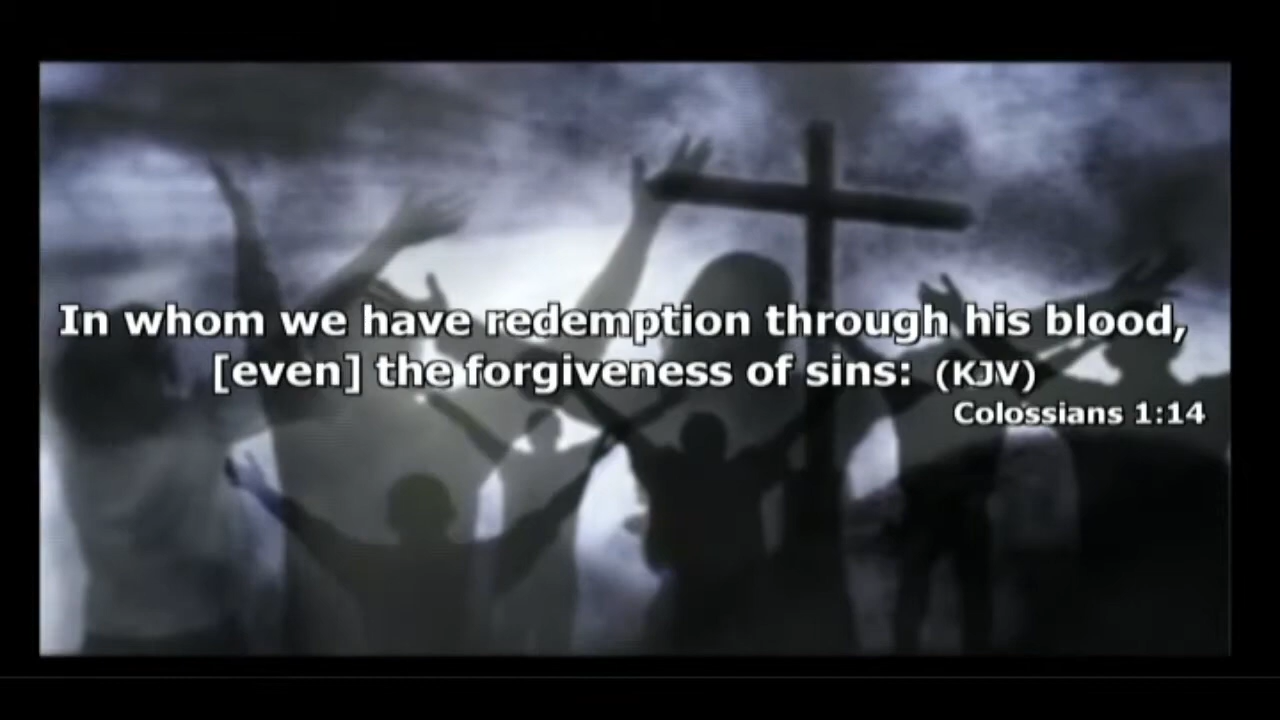 In whom we have redemption through his blood,
[even] the forgiveness of sins: (KJV)
Colossians 1:14